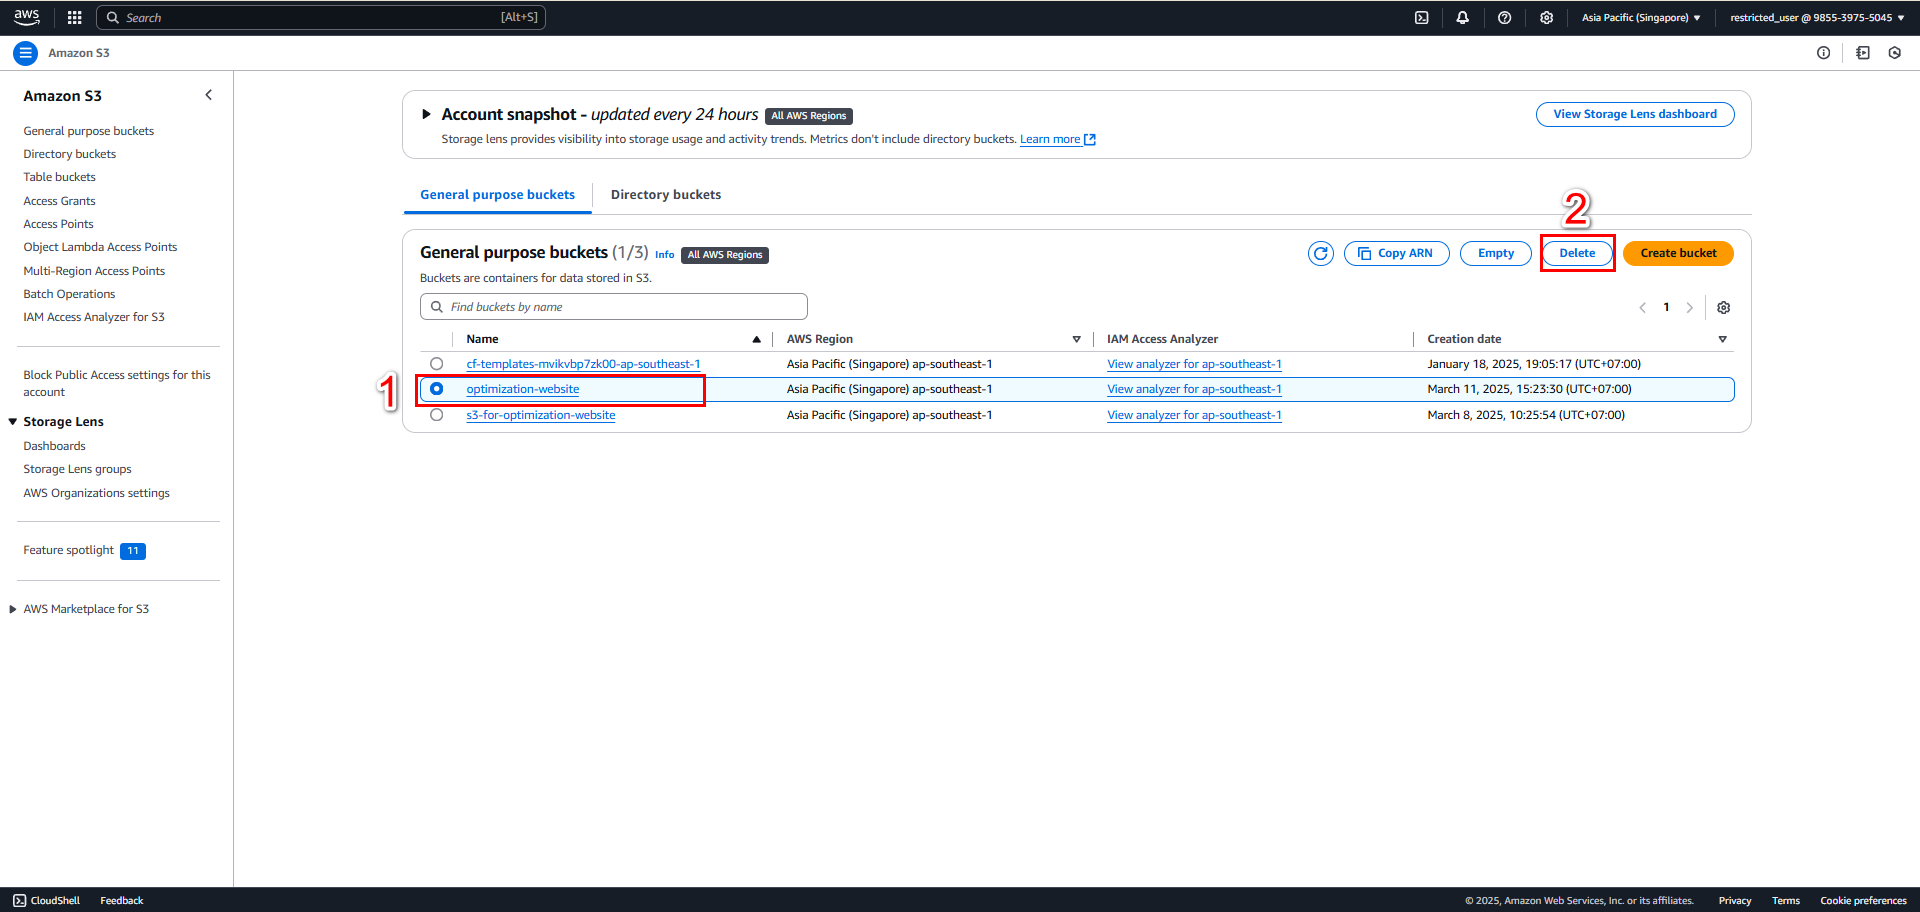 aws
Search [Alt+S]
Asia Pacific (Singapore) ▼
restricted_user @ 9855-3975-5045 ▼
Amazon S3
Amazon S3
General purpose buckets
Directory buckets
Table buckets
Access Grants
Access Points
Object Lambda Access Points
Multi-Region Access Points
Batch Operations
IAM Access Analyzer for S3
Block Public Access settings for this
account
Storage Lens
Dashboards
Storage Lens groups
AWS Organizations settings
Feature spotlight 11
AWS Marketplace for S3
Account snapshot - updated every 24 hours All AWS Regions
View Storage Lens dashboard
Storage lens provides visibility into storage usage and activity trends. Metrics don't include directory buckets. Learn more
General purpose buckets
Directory buckets
2
General purpose buckets (1/3) Info All AWS Regions
Copy ARN
Empty
Delete
Create bucket
Buckets are containers for data stored in S3.
Find buckets by name
1
Name AWS Region IAM Access Analyzer Creation date
cf-templates-mvikvbp7zk00-ap-southeast-1 Asia Pacific (Singapore) ap-southeast-1 View analyzer for ap-southeast-1 January 18, 2025, 19:05:17 (UTC+07:00)
1
optimization-website Asia Pacific (Singapore) ap-southeast-1 View analyzer for ap-southeast-1 March 11, 2025, 15:23:30 (UTC+07:00)
s3-for-optimization-website Asia Pacific (Singapore) ap-southeast-1 View analyzer for ap-southeast-1 March 8, 2025, 10:25:54 (UTC+07:00)
CloudShell
Feedback
© 2025, Amazon Web Services, Inc. or its affiliates.
Privacy
Terms
Cookie preferences